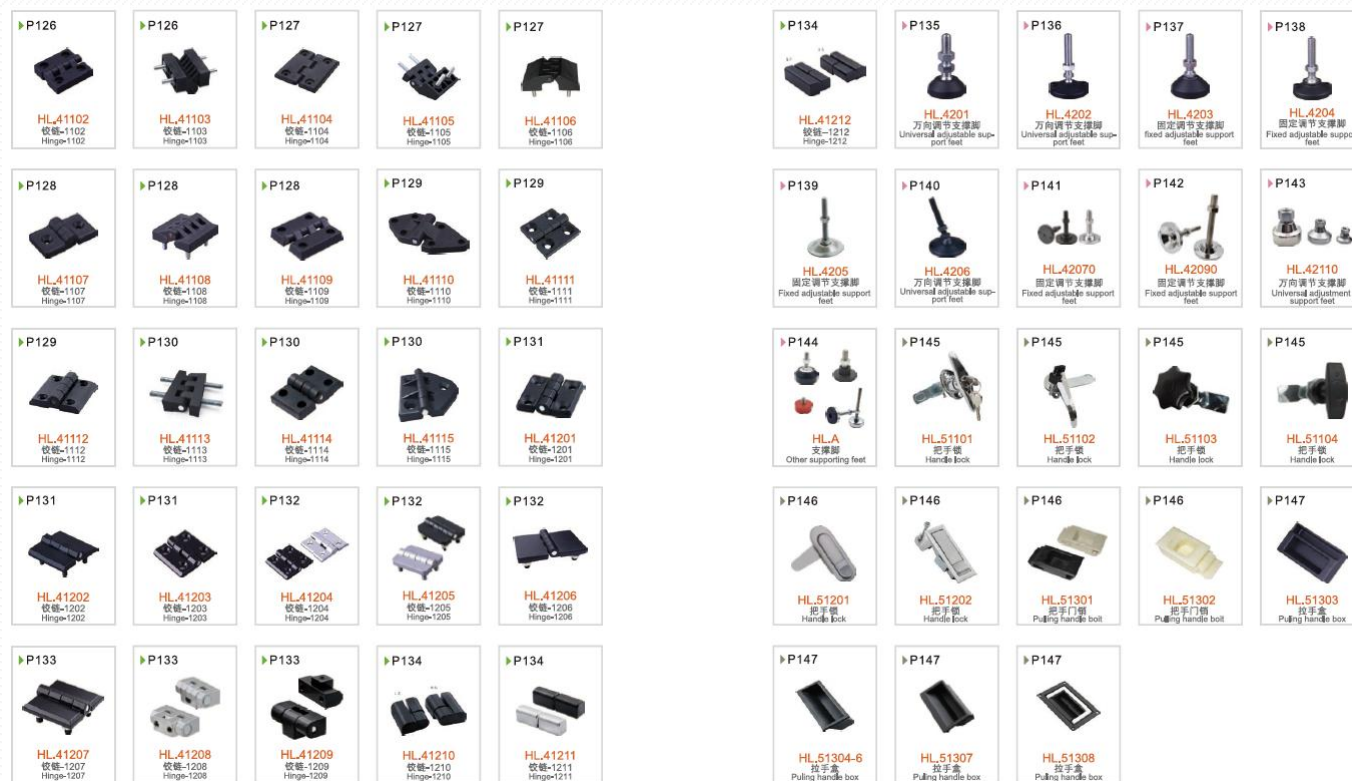 P126
HL.41102
铰链-1102
Hinge-1102
P126
HL.41103
铰链-1103
Hinge-1103
P127
HL.41104
铰链-1104
Hinge-1104
P127
HL.41105
铰链-1105
Hinge-1105
P127
HL.41106
铰链-1106
Hinge-1106
P128
HL.41107
铰链-1107
Hinge-1107
P128
HL.41108
铰链-1108
Hinge-1108
P128
HL.41109
铰链-1109
Hinge-1109
P129
HL.41110
铰链-1110
Hinge-1110
P129
HL.41111
铰链-1111
Hinge-1111
P129
HL.41112
铰链-1112
Hinge-1112
P130
HL.41113
铰链-1113
Hinge-1113
P130
HL.41114
铰链-1114
Hinge-1114
P130
HL.41115
铰链-1115
Hinge-1115
P131
HL.41201
铰链-1201
Hinge-1201
P131
HL.41202
铰链-1202
Hinge-1202
P131
HL.41203
铰链-1203
Hinge-1203
P132
HL.41204
铰链-1204
Hinge-1204
P132
HL.41205
铰链-1205
Hinge-1205
P132
HL.41206
铰链-1206
Hinge-1206
P133
HL.41207
铰链-1207
Hinge-1207
P133
HL.41208
铰链-1208
Hinge-1208
P133
HL.41209
铰链-1209
Hinge-1209
P134
HL.41210
铰链-1210
Hinge-1210
P134
HL.41211
铰链-1211
Hinge-1211
P134
HL.41212
铰链-1212
Hinge-1212
P135
HL.4201
万向调节支撑脚
Universal adjustable sup-
port feet
P136
HL.4202
万向调节支撑脚
Universal adjustable sup-
port feet
P137
HL.4203
固定调节支撑脚
fixed adjustable support
feet
P138
HL.4204
固定调节支撑脚
Fixed adjustable suppo
feet
P139
HL.4205
固定调节支撑脚
Fixed adjustable support
feet
P140
HL.4206
万向调节支撑脚
Universal adjustable sup-
port feet
P141
HL.42070
固定调节支撑脚
Fixed adjustable support
feet
P142
HL.42090
固定调节支撑脚
Fixed adjustable support
feet
P143
HL.42110
万向调节支撑脚
Universal adjustment
support feet
P144
HL.A
支撑脚
Other supporting feet
P145
HL.51101
把手锁
Handle lock
P145
HL.51102
把手锁
Handle lock
P145
HL.51103
把手锁
Handle lock
P145
HL.51104
把手锁
Handle lock
P146
HL.51201
把手锁
Handle lock
P146
HL.51202
把手锁
Handle lock
P146
HL.51301
把手门销
Puling handle bolt
P146
HL.51302
把手门销
Puling handle bolt
P147
HL.51303
拉手盒
Puling handle box
P147
HL.51304-6
拉手盒
Puling handle box
P147
HL.51307
拉手盒
Puling handle box
P147
HL.51308
拉手盒
Puling handle box